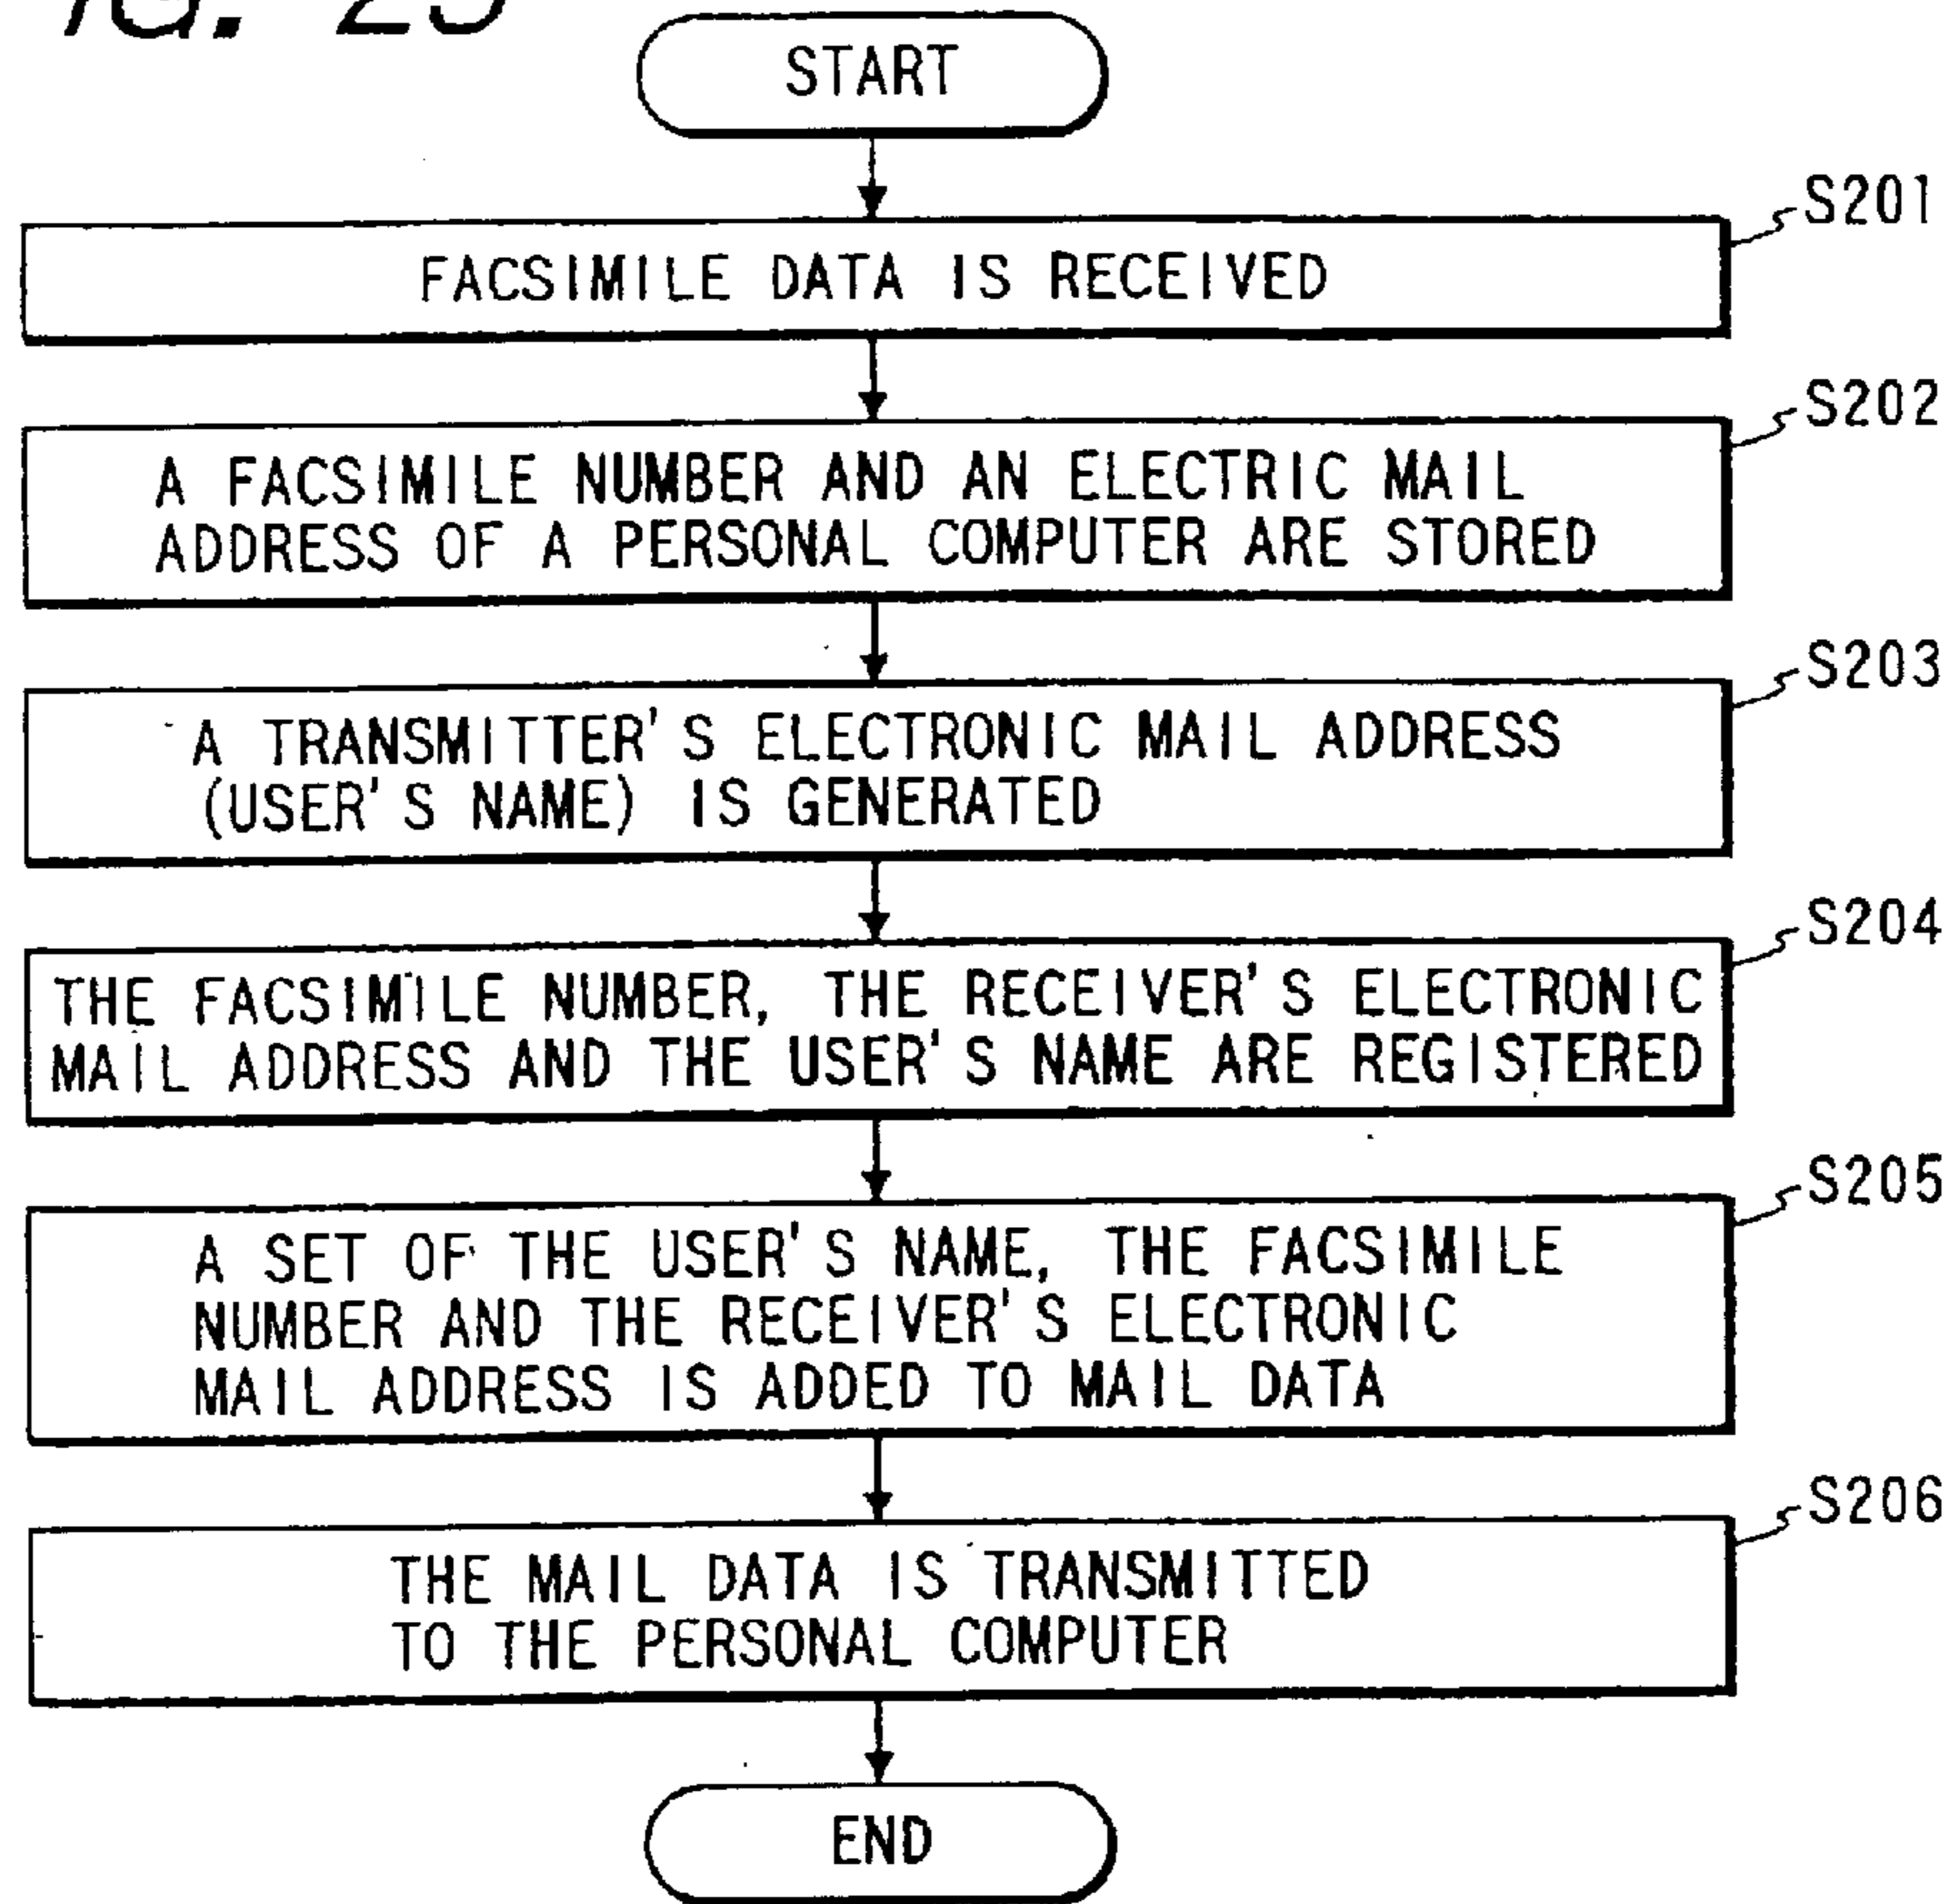 START
S201
FACSIMILE DATA IS RECEIVED
S202
A FACSIMILE NUMBER AND AN ELECTRIC MAIL
ADDRESS OF A PERSONAL COMPUTER ARE STORED
S203
A TRANSMITTER'S ELECTRONIC MAIL ADDRESS
(USER'S NAME) IS GENERATED
S204
THE FACSIMILE NUMBER, THE RECEIVER'S ELECTRONIC
MAIL ADDRESS AND THE USER'S NAME ARE REGISTERED
S205
A SET OF THE USER'S NAME, THE FACSIMILE
NUMBER AND THE RECEIVER'S ELECTRONIC
MAIL ADDRESS IS ADDED TO MAIL DATA
S206
THE MAIL DATA IS TRANSMITTED
TO THE PERSONAL COMPUTER
END